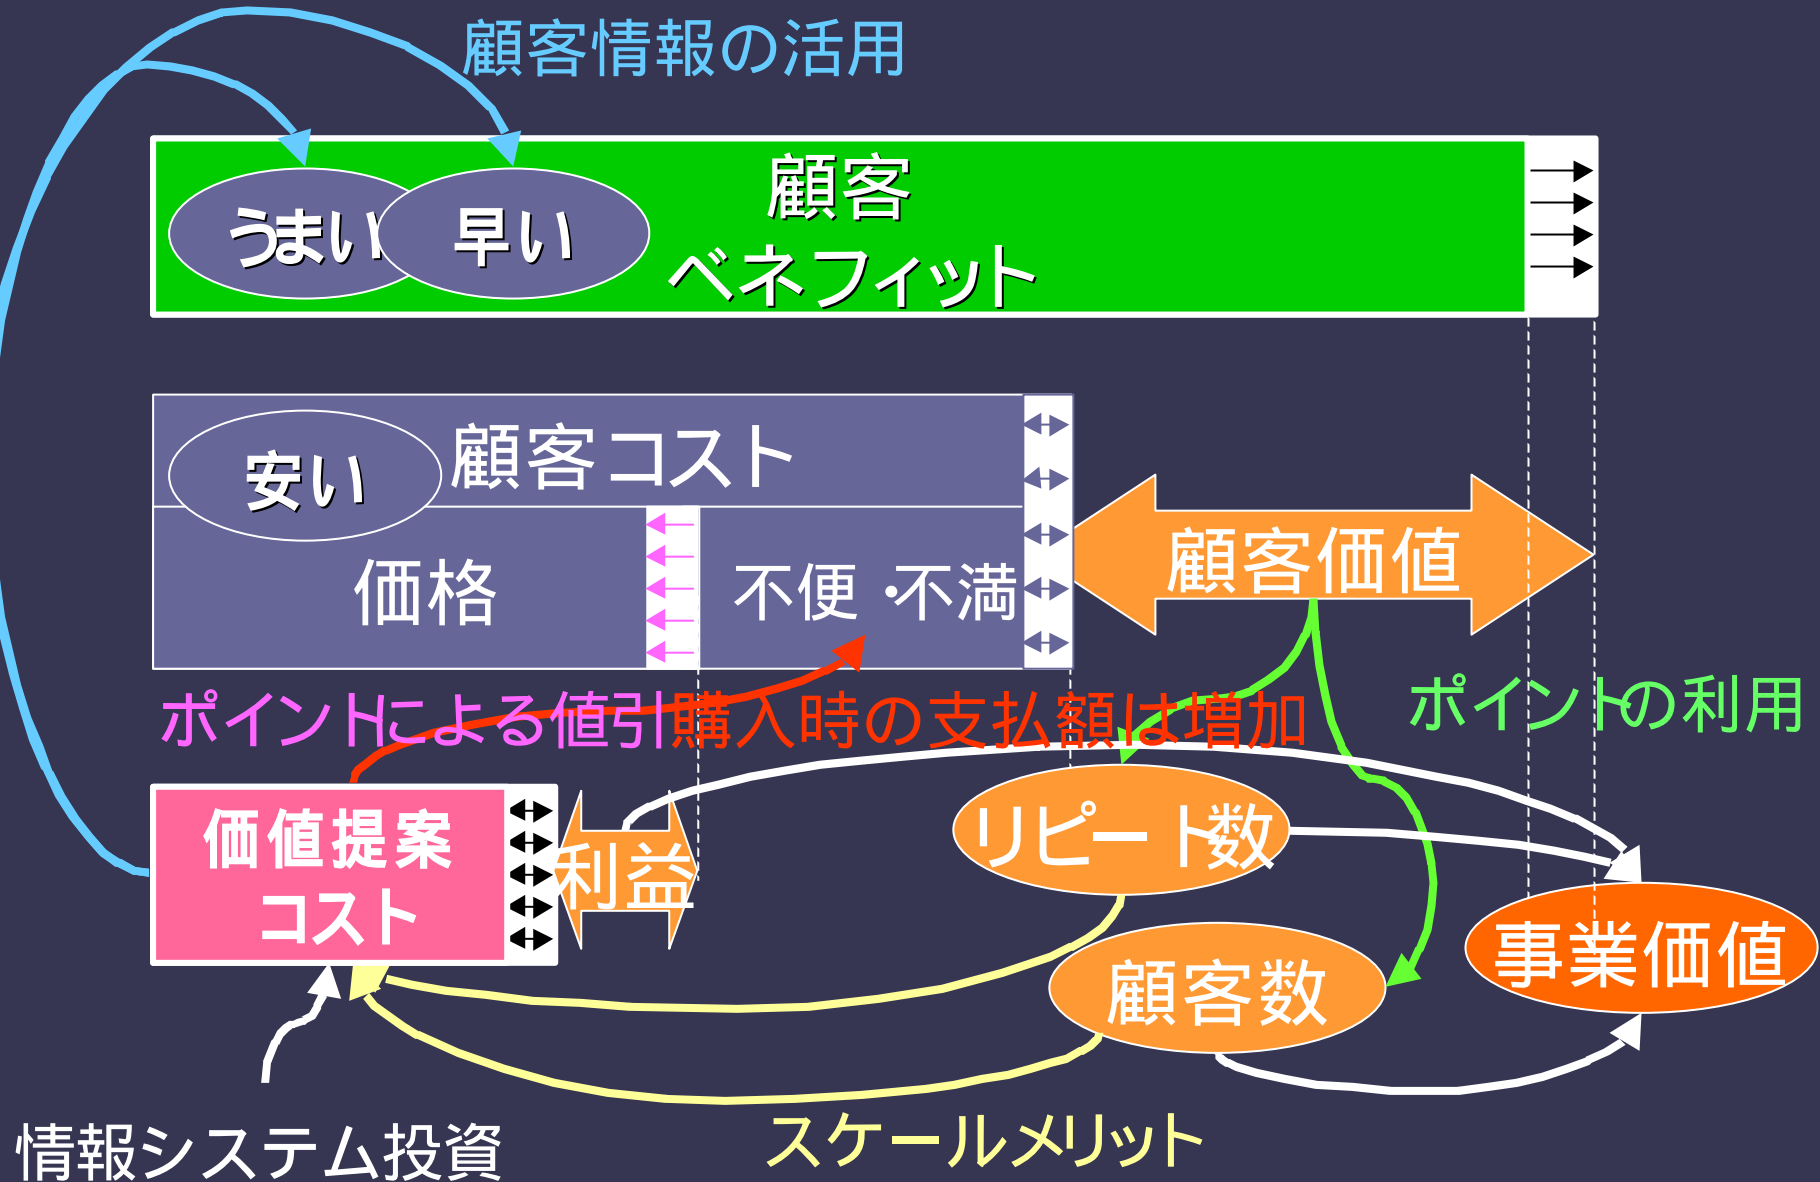 顧客情報の活用
うまい
早い
顧客
ベネフィット
安い
顧客コスト
価格
不便・不満
顧客価値
ポイントによる値引
購入時の支払額は増加
ポイントの利用
価値提案
コスト
利益
リピート数
顧客数
事業価値
情報システム投資
スケールメリット